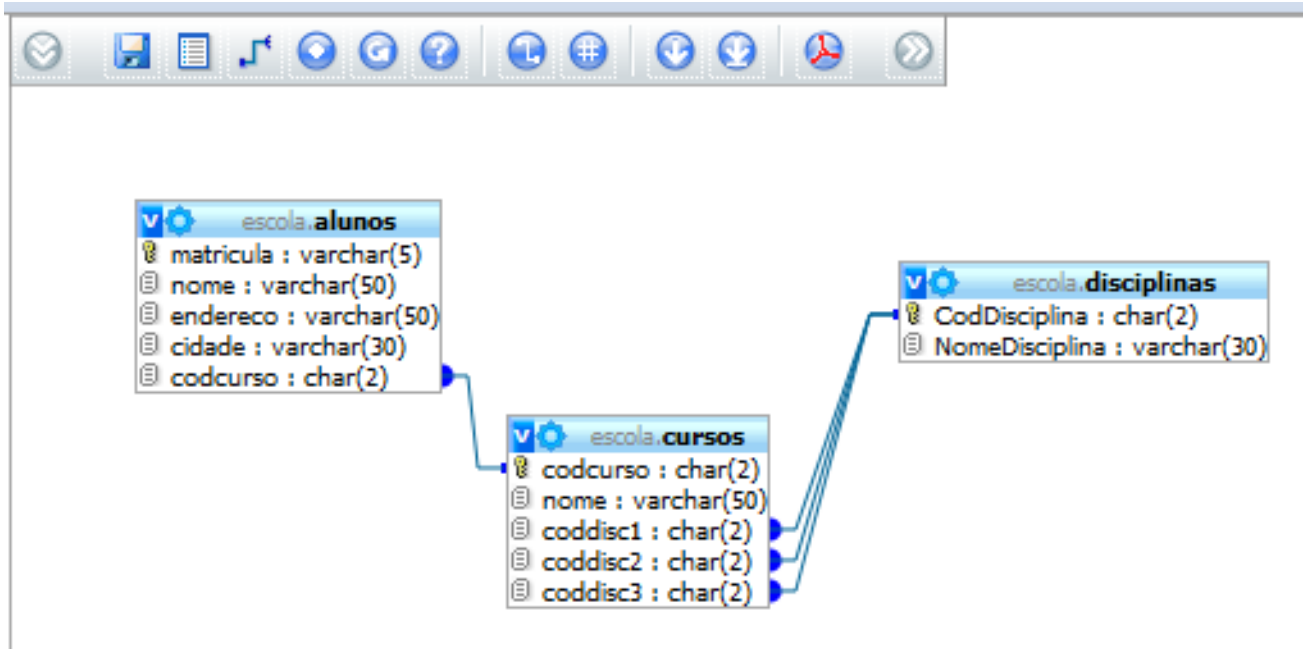 escola.alunos
matricula : varchar(5)
nome : varchar(50)
endereco : varchar(50)
cidade : varchar(30)
codcurso : char(2)
escola.disciplinas
CodDisciplina : char(2)
NomeDisciplina : varchar(30)
escola.cursos
codcurso : char(2)
nome : varchar(50)
coddisc1 : char(2)
coddisc2 : char(2)
coddisc3 : char(2)